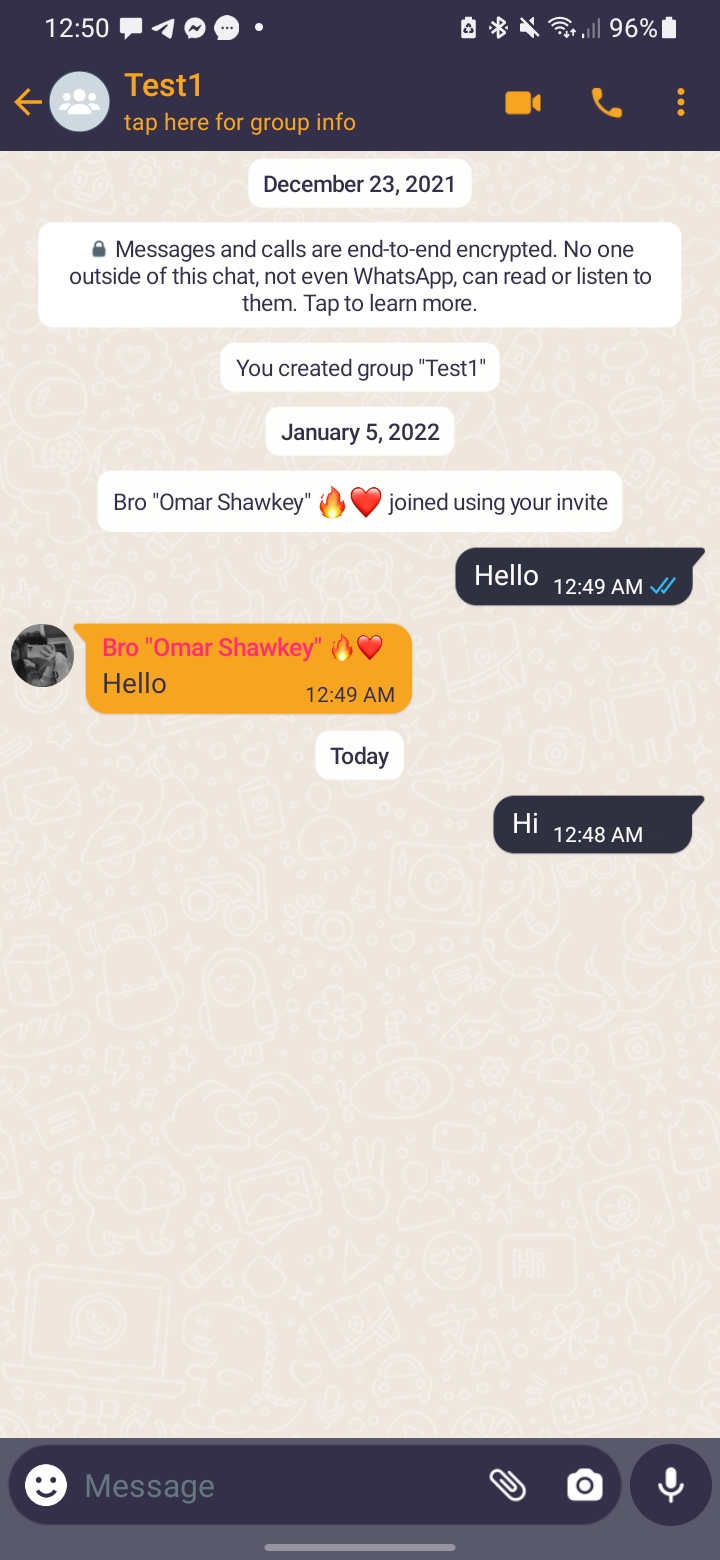 12:50 96%
Test1
tap here for group info
December 23, 2021
Messages and calls are end-to-end encrypted. No one
outside of this chat, not even WhatsApp, can read or listen to
them. Tap to learn more.
You created group "Test1"
January 5, 2022
Bro "Omar Shawkey" 🔥❤️ joined using your invite
Hello 12:49 AM
Bro "Omar Shawkey" 🔥❤️
Hello 12:49 AM
Today
Hi 12:48 AM
Hi
09:28
Message